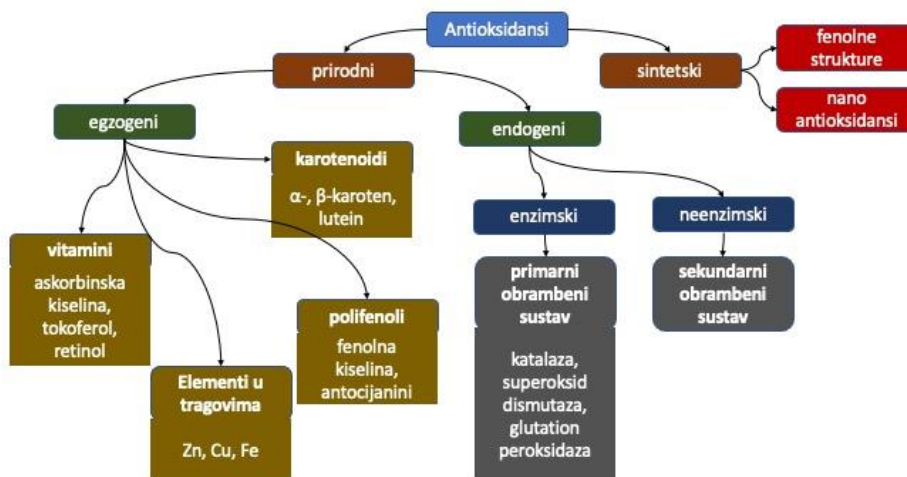 Antioksidansi
prirodni
sintetski
fenolne
strukture
nano
antioksidansi
egzogeni
endogeni
karotenoidi
α-, β-karoten,
lutein
vitamini
askorbinska
kiselina,
tokoferol,
retinol
Elementi u
tragovima
Zn, Cu, Fe
polifenoli
fenolna
kiselina,
antocijanini
enzimski
neenzimski
primarni
obrambeni
sustav
katalaza,
superoksid
dismutaza,
glutation
peroksidaza
sekundarni
obrambeni
sustav